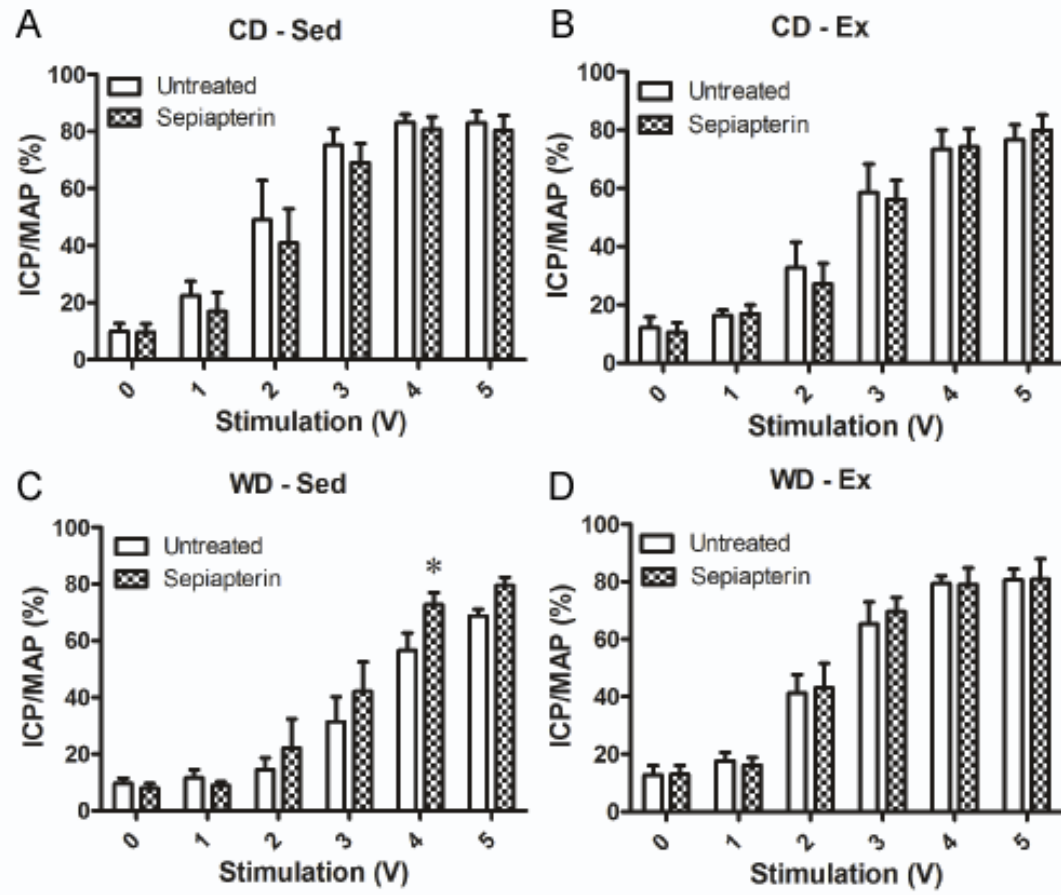 A
CD - Sed
100
80
60
40
20
0
ICP/MAP (%)
Untreated
Sepiapterin
0 1 2 3 4 5
Stimulation (V)
B
CD - Ex
100
80
60
40
20
0
ICP/MAP (%)
Untreated
Sepiapterin
0 1 2 3 4 5
Stimulation (V)
C
WD - Sed
100
80
60
40
20
0
ICP/MAP (%)
Untreated
Sepiapterin
*
0 1 2 3 4 5
Stimulation (V)
D
WD - Ex
100
80
60
40
20
0
ICP/MAP (%)
Untreated
Sepiapterin
0 1 2 3 4 5
Stimulation (V)